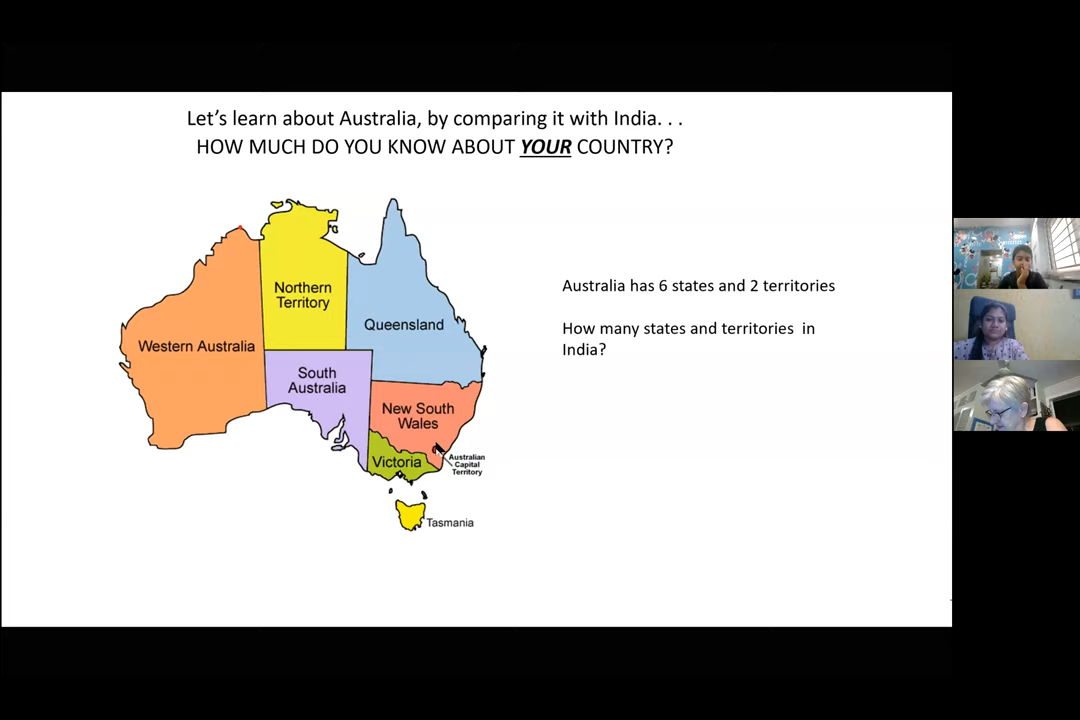 Let's learn about Australia, by comparing it with India. . .
HOW MUCH DO YOU KNOW ABOUT YOUR COUNTRY?
Northern
Territory
Queensland
Western Australia
South
Australia
New South
Wales
Victoria
Australian
Capital
Territory
Tasmania
Australia has 6 states and 2 territories
How many states and territories in
India?